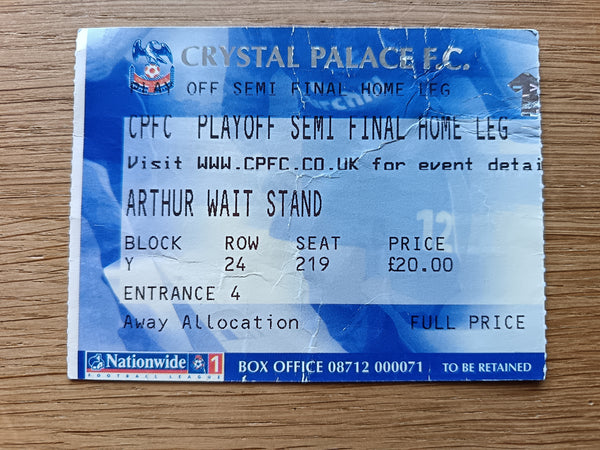 CRYSTAL PALACE F.C.
PLAY OFF SEMI FINAL HOME LEG
CPFC PLAYOFF SEMI FINAL HOME LEG
Visit WWW.CPFC.CO.UK for event detai
ARTHUR WAIT STAND
BLOCK ROW SEAT PRICE
Y 24 219 £20.00
ENTRANCE 4
Away Allocation FULL PRICE
Nationwide 1
FOOTBALL LEAGUE
BOX OFFICE 08712 000071 TO BE RETAINED
12